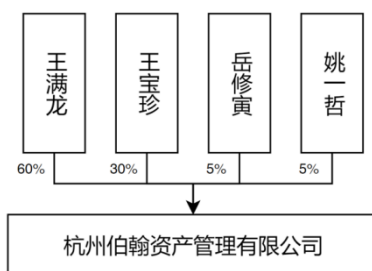 王满龙
王宝珍
岳修寅
姚一哲
60%
30%
5%
5%
杭州伯翰资产管理有限公司